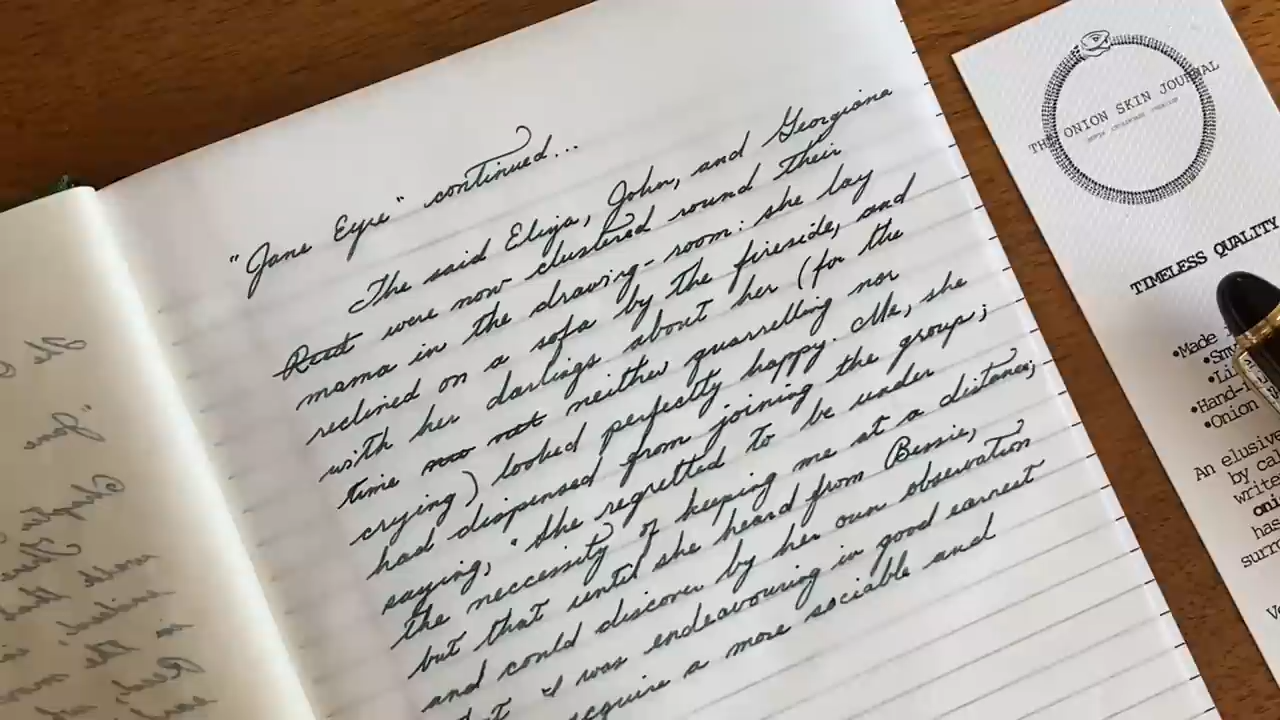 "Jane Eyre" continued...
The said Eliza, John, and Georgiana
Reed were now clustered round their
mama in the drawing-room: she lay
reclined on a sofa by the fireside, and
with her darlings about her (for the
time not neither quarrelling nor
crying) looked perfectly happy. Me, she
had dispensed from joining the group;
saying, "She regretted to be under
the neccessity of keeping me at a distance;
but that until she heard from Bessie,
and could discover by her own observation
that I was endeavouring in good earnest
acquire a more sociable and
THE ONION SKIN JOURNAL
TIMELESS QUALITY
•Made
•Hand-
•Onion
An elusive
by cal
write
oni
has
surr